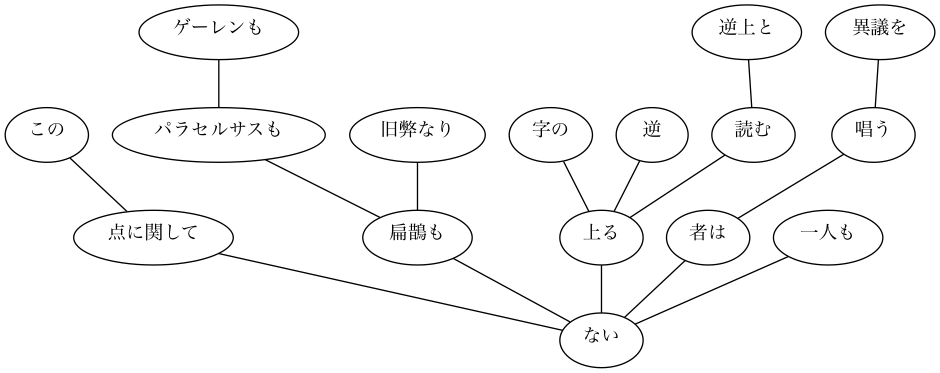 ゲーレンも
逆上と
異議を
この
パラセルサスも
旧弊なり
字の
逆
読む
唱う
点に関して
扁鵲も
上る
者は
一人も
ない